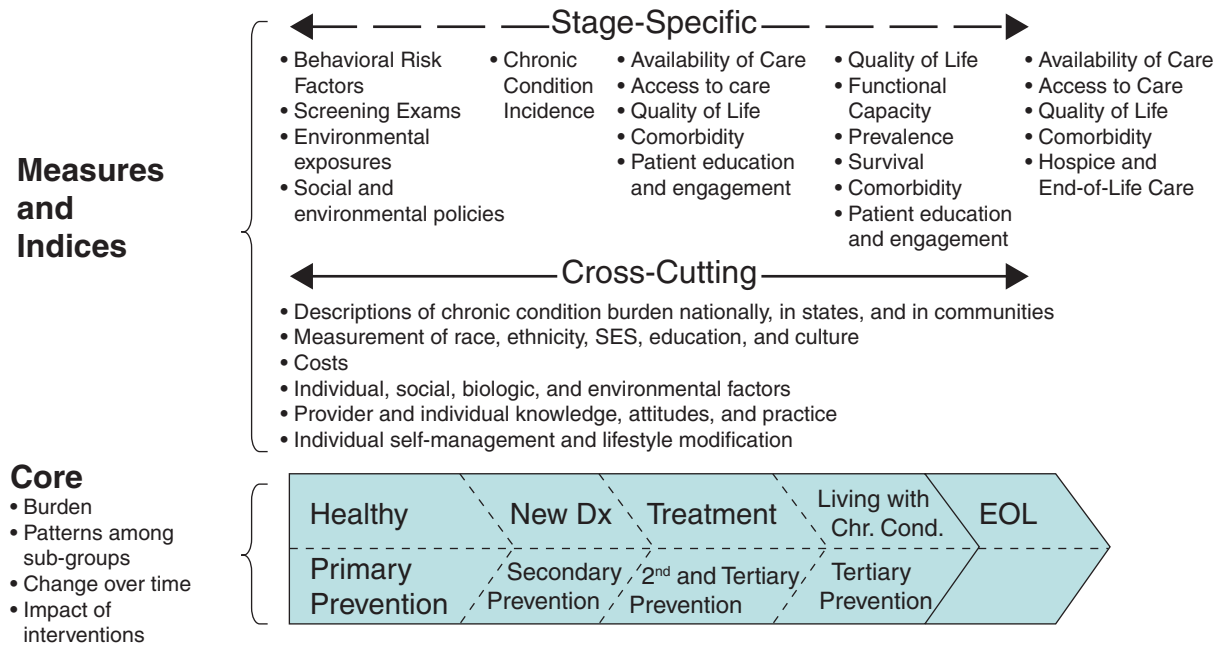 Stage-Specific
• Behavioral Risk
Factors
• Screening Exams
• Environmental
exposures
• Social and
environmental policies
• Chronic
Condition
Incidence
• Availability of Care
• Access to care
• Quality of Life
• Comorbidity
• Patient education
and engagement
• Quality of Life
• Functional
Capacity
• Prevalence
• Survival
• Comorbidity
• Patient education
and engagement
• Availability of Care
• Access to Care
• Quality of Life
• Comorbidity
• Hospice and
End-of-Life Care
Measures
and
Indices
Cross-Cutting
• Descriptions of chronic condition burden nationally, in states, and in communities
• Measurement of race, ethnicity, SES, education, and culture
• Costs
• Individual, social, biologic, and environmental factors
• Provider and individual knowledge, attitudes, and practice
• Individual self-management and lifestyle modification
Core
• Burden
• Patterns among
sub-groups
• Change over time
• Impact of
interventions
Healthy
New Dx
Treatment
Living with
Chr. Cond.
EOL
Primary
Prevention
Secondary
Prevention
2nd and Tertiary
Prevention
Tertiary
Prevention